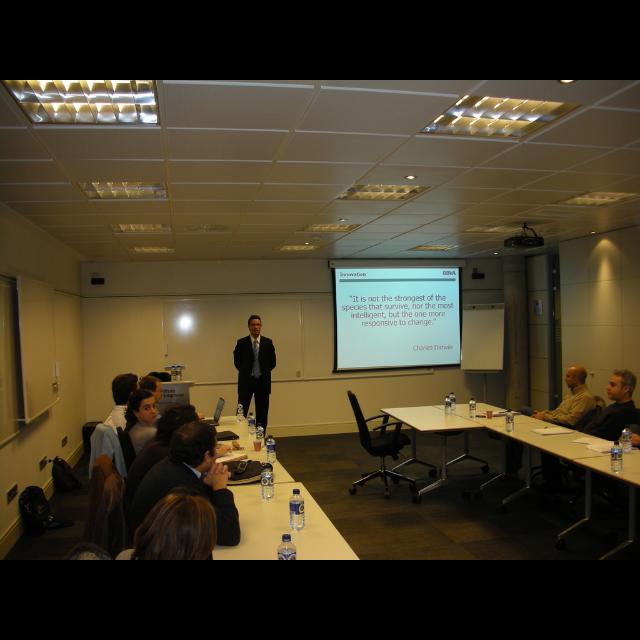 Innovation
BBVA
"It is not the strongest of the
species that survive, nor the most
intelligent, but the one more
responsive to change."
Charles Darwin